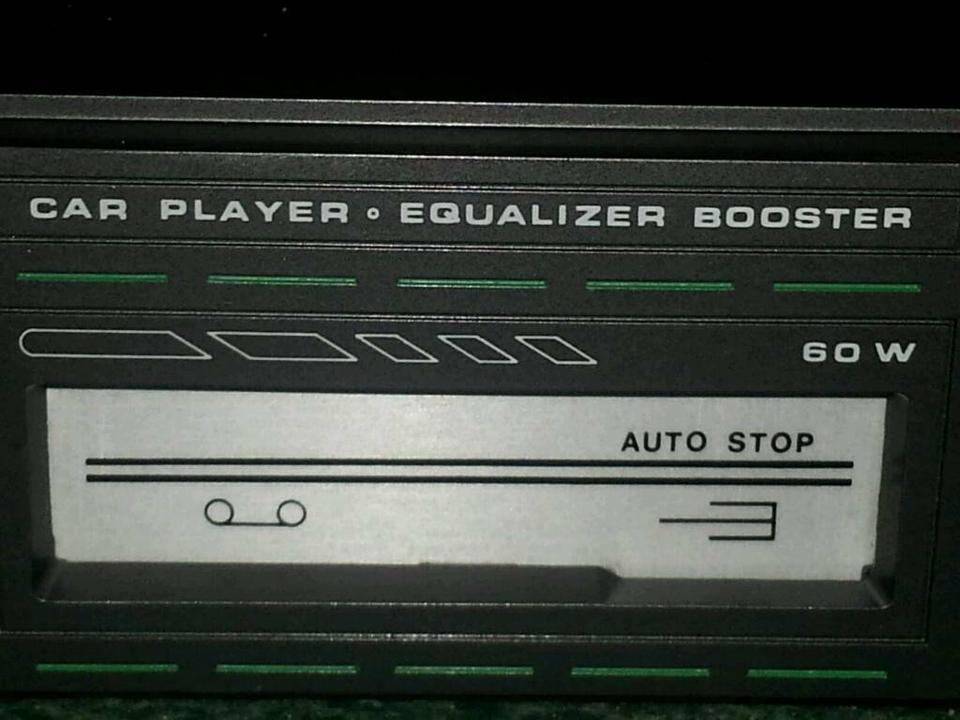 CAR PLAYER ∘ EQUALIZER BOOSTER
60 W
AUTO STOP